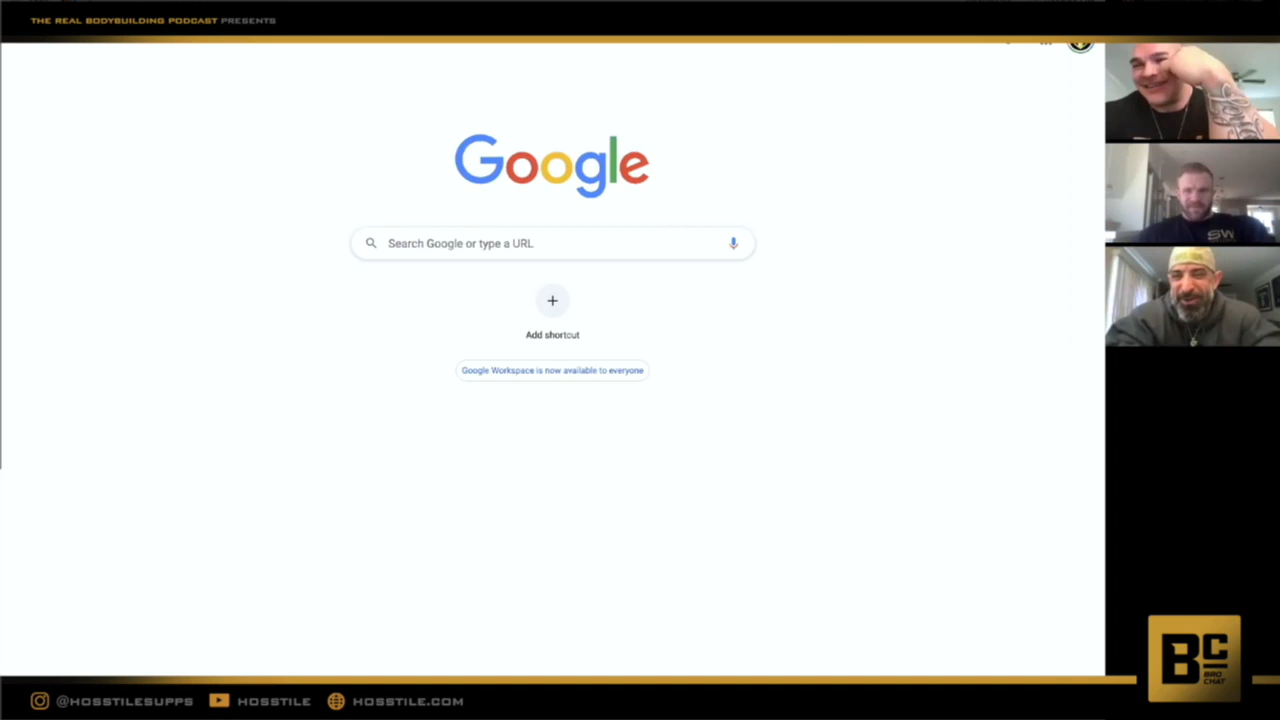 THE REAL BODYBUILDING PODCAST PRESENTS
Google
Search Google or type a URL
Add shortcut
Google Workspace is now available to everyone
SW
BC
BRO
CHAT
@HOSSTILESUPPS HOSSTILE HOSSTILE.COM